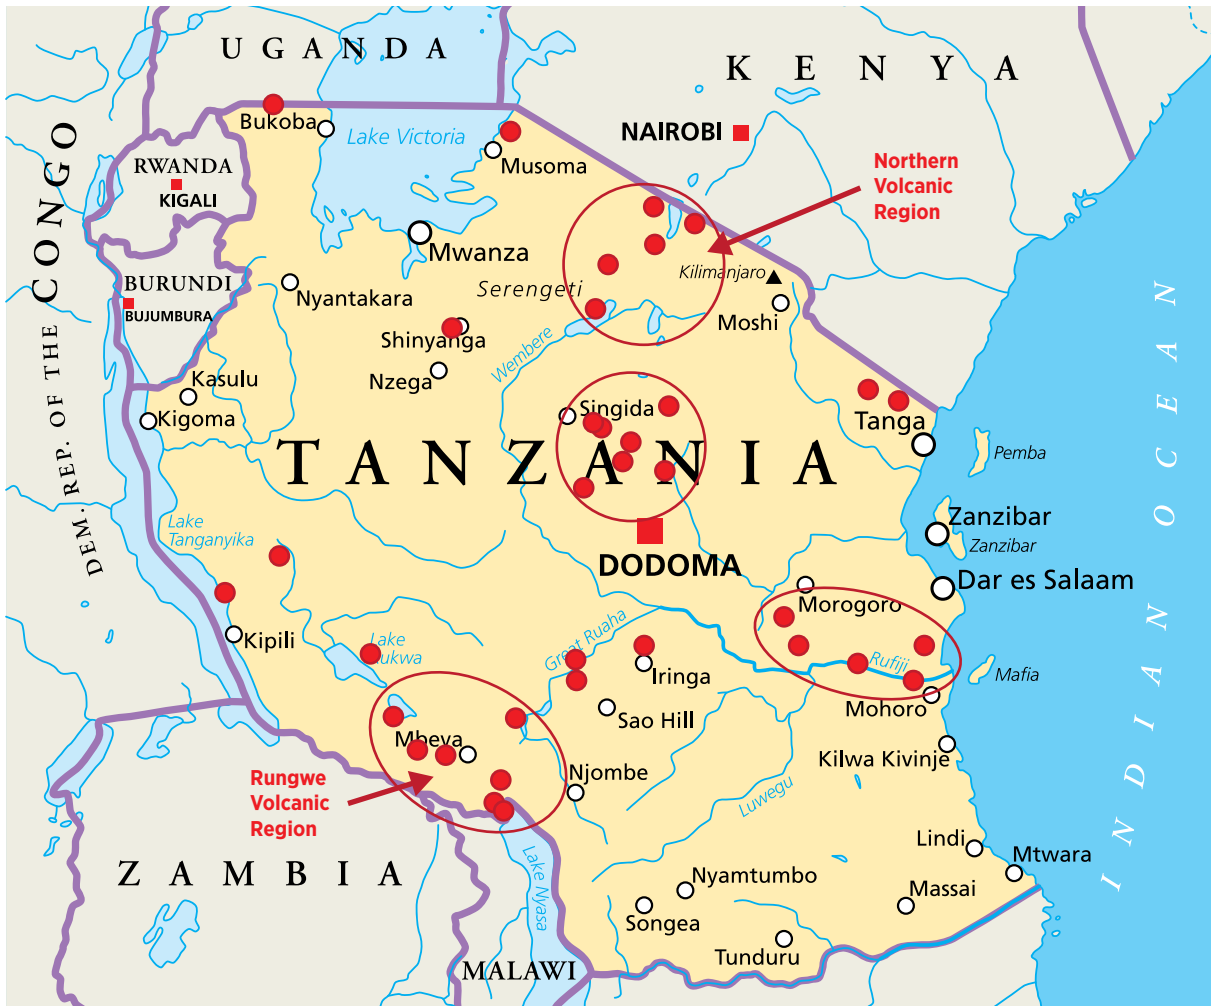 UGANDA
KENYA
Bukoba
Lake Victoria
NAIROBI
Musoma
Northern
Volcanic
Region
RWANDA
KIGALI
DEM. REP. OF THE CONGO
Mwanza
BURUNDI
BUJUMBURA
Nyantakara
Serengeti
Kilimanjaro
Moshi
Shinyanga
Wembere
Nzega
Kasulu
Kigoma
Singida
Tanga
TANZANIA
Pemba
Lake
Tanganyika
Zanzibar
Zanzibar
DODOMA
Dar es Salaam
Morogoro
Kipili
Lake
Rukwa
Great Ruaha
Iringa
Rufiji
Mafia
Sao Hill
Mohoro
Mbeya
Kilwa Kivinje
Njombe
Rungwe
Volcanic
Region
Luwegu
Lindi
Mtwara
ZAMBIA
Lake Nyasa
Nyamtumbo
Massai
Songea
Tunduru
MALAWI
INDIAN OCEAN